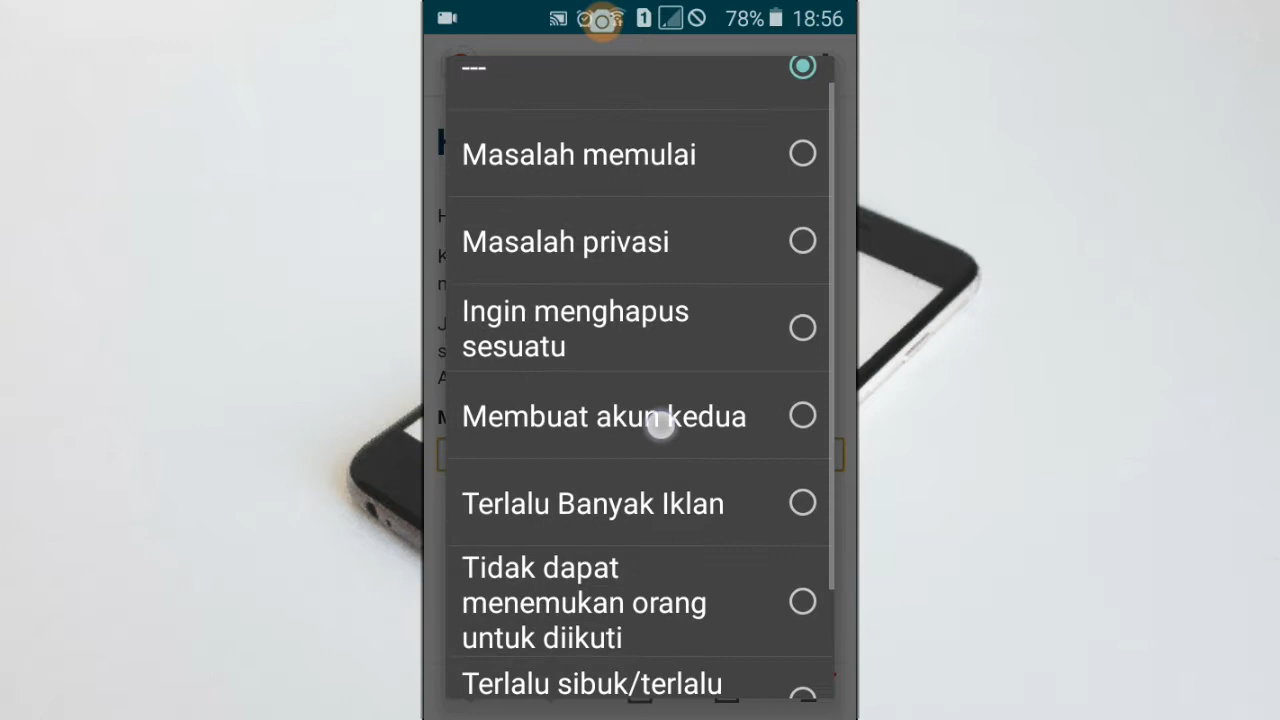 1 78% 18:56
---
Masalah memulai
Masalah privasi
Ingin menghapus
sesuatu
Membuat akun kedua
Terlalu Banyak Iklan
Tidak dapat
menemukan orang
untuk diikuti
Terlalu sibuk/terlalu